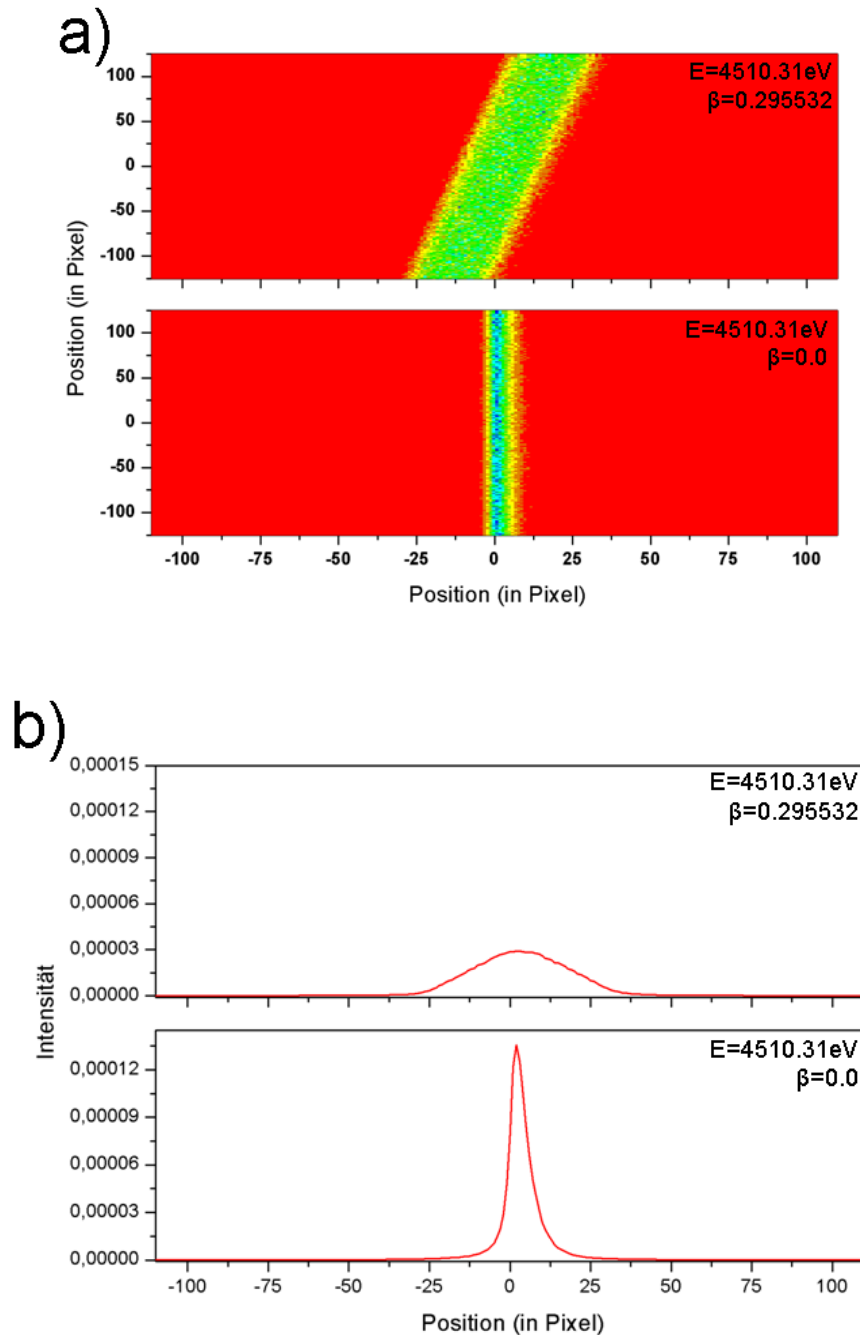 a)
E=4510.31eV
β=0.295532
100
50
0
-50
-100
E=4510.31eV
β=0.0
100
50
0
-50
-100
Position (in Pixel)
-100 -75 -50 -25 0 25 50 75 100
Position (in Pixel)
b)
0,00015
0,00012
0,00009
0,00006
0,00003
0,00000
E=4510.31eV
β=0.295532
Intensität
0,00012
0,00009
0,00006
0,00003
0,00000
E=4510.31eV
β=0.0
-100 -75 -50 -25 0 25 50 75 100
Position (in Pixel)